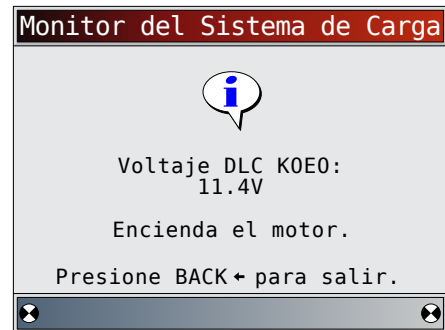 Monitor del Sistema de Carga
i
Voltaje DLC KOEO:
11.4V
Encienda el motor.
Presione BACK ← para salir.